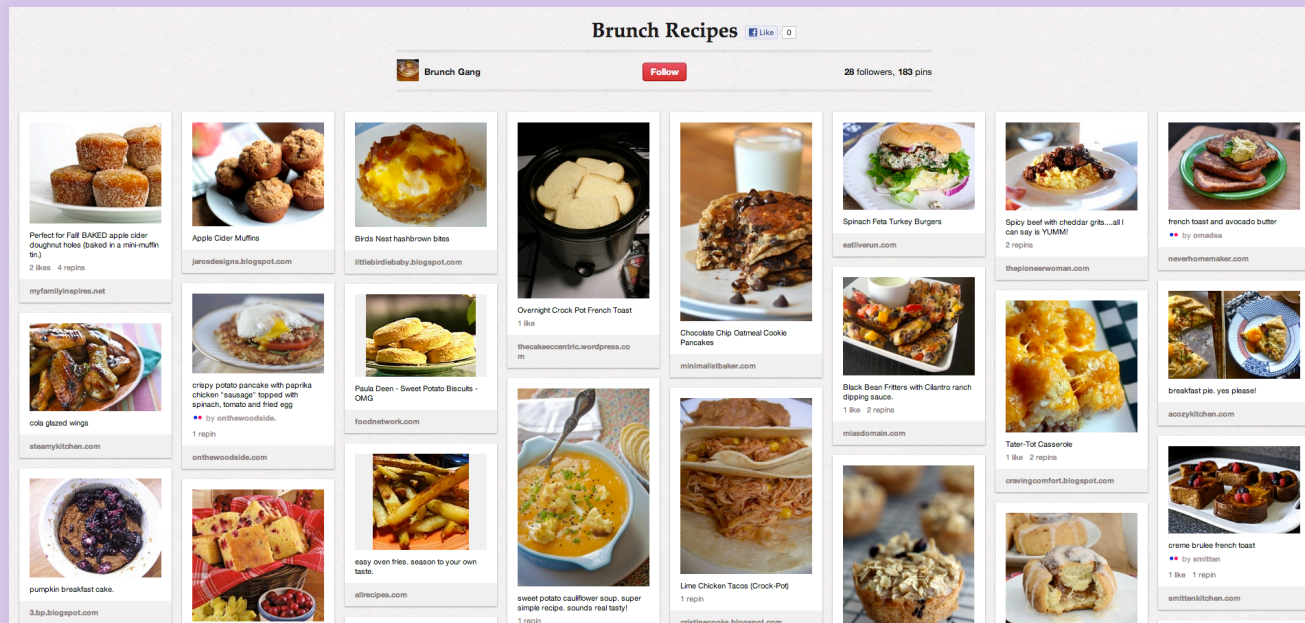 Brunch Recipes
Like
0
Brunch Gang
Follow
28 followers, 183 pins
Perfect for Fall! BAKED apple cider
doughnut holes (baked in a mini-muffin
tin.)
2 likes 4 repins
myfamilyinspires.net
cola glazed wings
steamykitchen.com
pumpkin breakfast cake.
3.bp.blogspot.com
Apple Cider Muffins
jarosdesigns.blogspot.com
crispy potato pancake with paprika
chicken "sausage" topped with
spinach, tomato and fried egg
by onthewoodside.
1 repin
onthewoodside.com
Birds Nest hashbrown bites
littlebirdiebaby.blogspot.com
Paula Deen - Sweet Potato Biscuits -
OMG
foodnetwork.com
easy oven fries. season to your own
taste.
allrecipes.com
Overnight Crock Pot French Toast
1 like
thecakeeccentric.wordpress.co
m
sweet potato cauliflower soup. super
simple recipe. sounds real tasty!
1 repin
Chocolate Chip Oatmeal Cookie
Pancakes
minimalistbaker.com
Lime Chicken Tacos (Crock-Pot)
1 repin
cristinecooks.blogspot.com
Spinach Feta Turkey Burgers
eatliverun.com
Black Bean Fritters with Cilantro ranch
dipping sauce.
1 like 2 repins
miasdomain.com
Spicy beef with cheddar grits....all I
can say is YUMM!
2 repins
thepioneerwoman.com
Tater-Tot Casserole
1 like 2 repins
cravingcomfort.blogspot.com
french toast and avocado butter
by omadsa
neverhomemaker.com
breakfast pie. yes please!
acozykitchen.com
creme brulee french toast
by smitten
1 like 1 repin
smittenkitchen.com